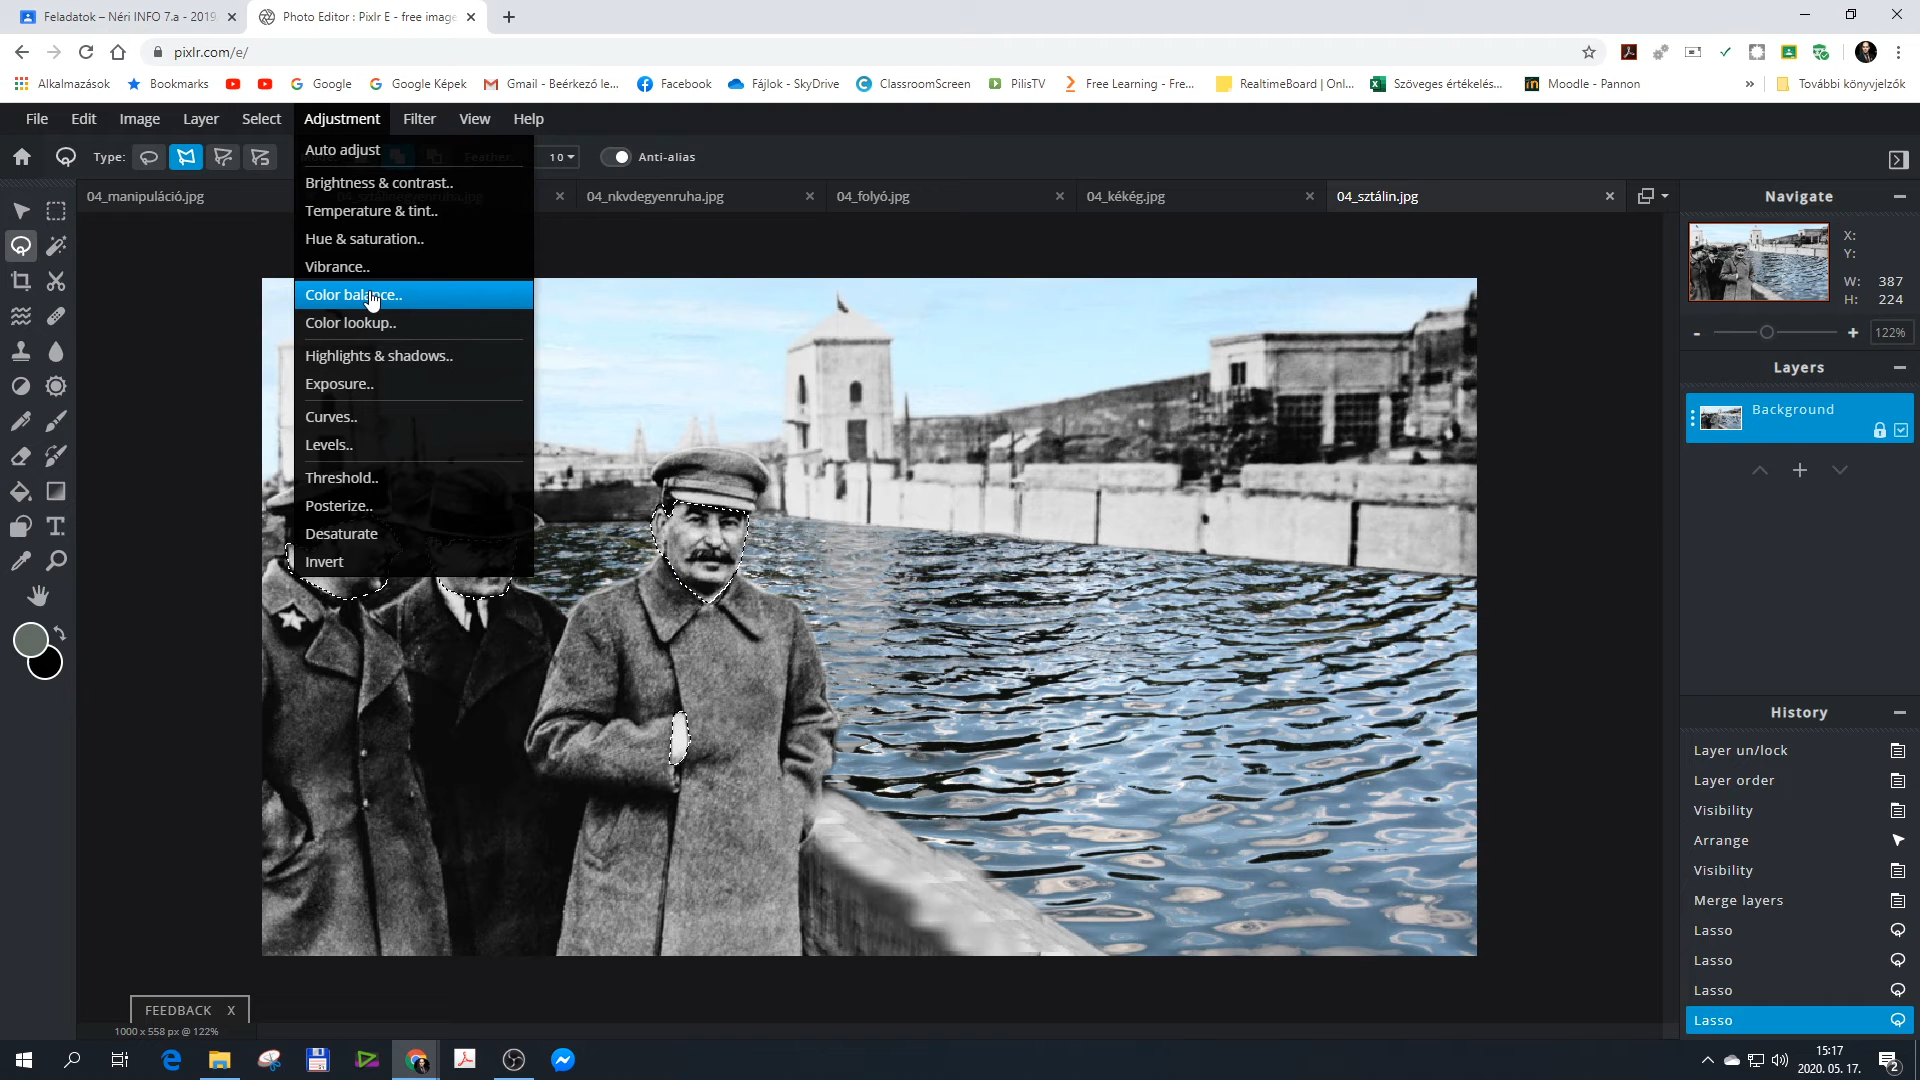 Feladatok – Néri INFO 7.a - 2019
Photo Editor : Pixlr E - free image
pixlr.com/e/
Alkalmazások
Bookmarks
Google
Google Képek
Gmail - Beérkező le...
Facebook
Fájlok - SkyDrive
ClassroomScreen
PilisTV
Free Learning - Fre...
RealtimeBoard | Onl...
Szöveges értékelés...
Moodle - Pannon
»
További könyvjelzők
File Edit Image Layer Select Adjustment Filter View Help
Type:
Feather:
10
Anti-alias
04_manipuláció.jpg
04_nkvdegyenruha.jpg
04_folyó.jpg
04_kékég.jpg
04_sztálin.jpg
Auto adjust
Brightness & contrast..
Temperature & tint..
Hue & saturation..
Vibrance..
Color balance..
Color lookup..
Highlights & shadows..
Exposure..
Curves..
Levels..
Threshold..
Posterize..
Desaturate
Invert
Navigate
X:
Y:
W: 387
H: 224
122%
Layers
Background
History
Layer un/lock
Layer order
Visibility
Arrange
Visibility
Merge layers
Lasso
Lasso
Lasso
Lasso
FEEDBACK X
1000 x 558 px @ 122%
15:17
2020. 05. 17.
2